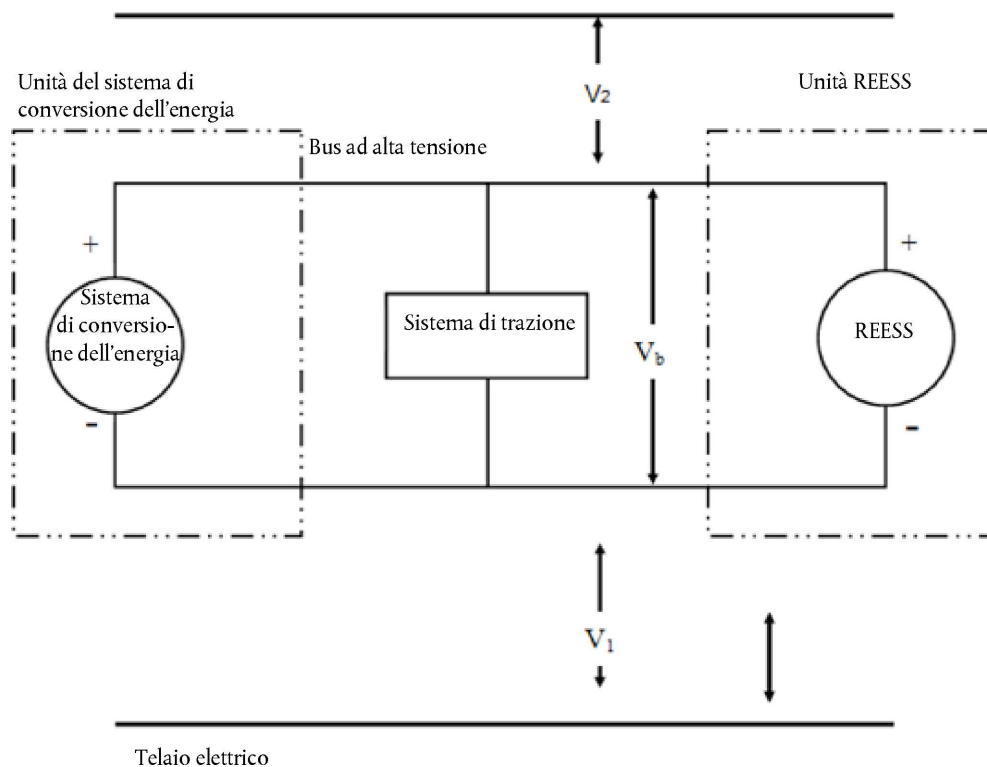 V2
Unità del sistema di
conversione dell'energia
Unità REESS
Bus ad alta tensione
+
+
Sistema
di conversio-
ne dell'energia
Sistema di trazione
Vb
REESS
-
-
V1
Telaio elettrico